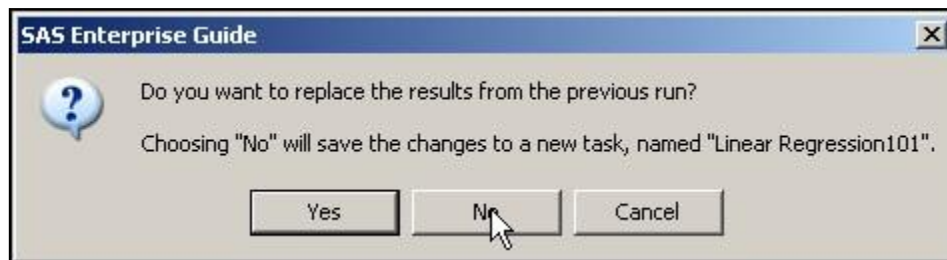 SAS Enterprise Guide
Do you want to replace the results from the previous run?
Choosing "No" will save the changes to a new task, named "Linear Regression101".
Yes No Cancel